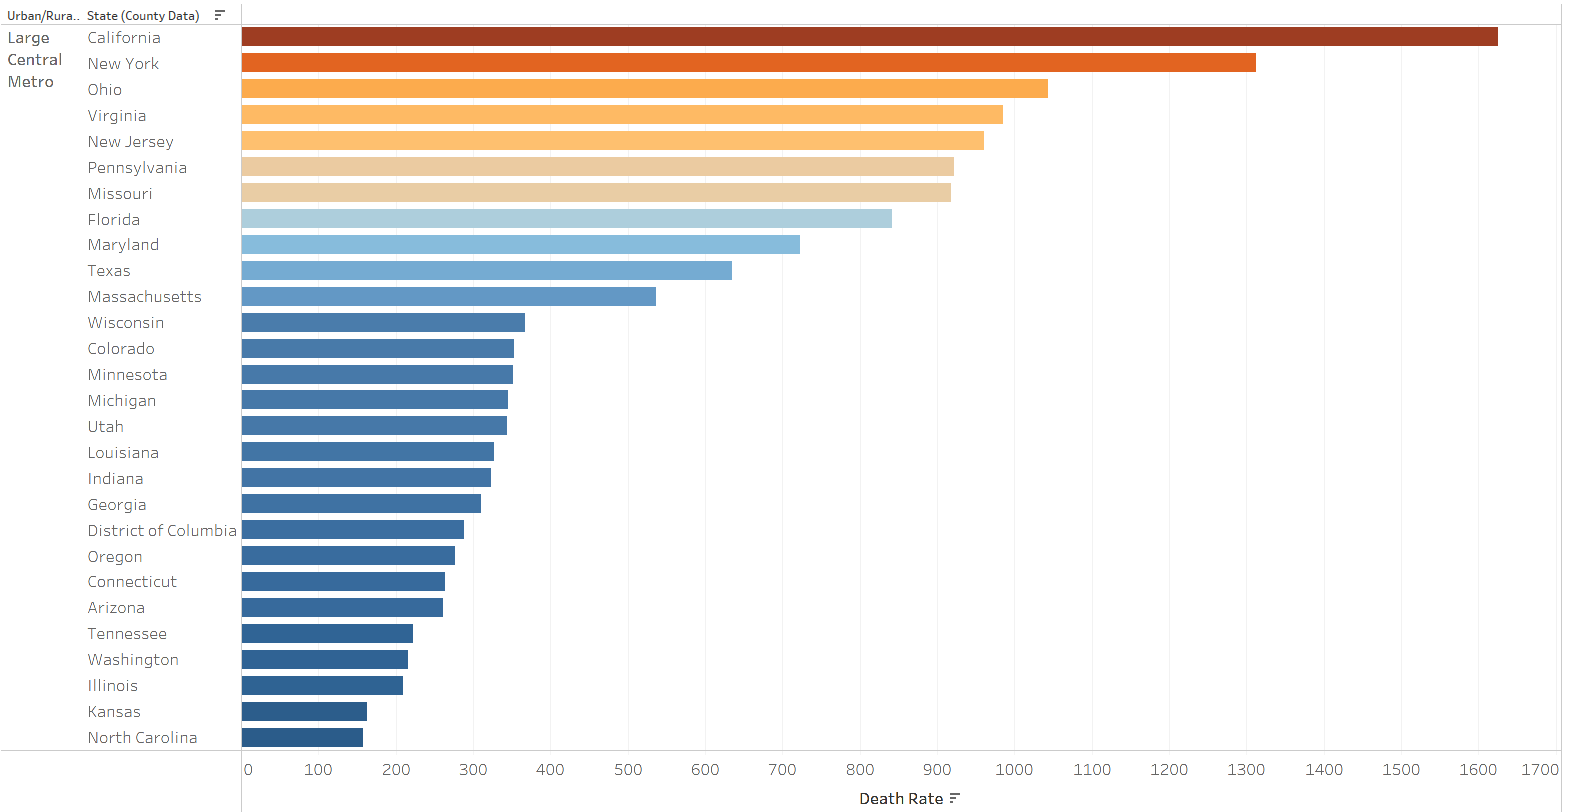 Urban/Rura.. State (County Data)
Large Central Metro
California
New York
Ohio
Virginia
New Jersey
Pennsylvania
Missouri
Florida
Maryland
Texas
Massachusetts
Wisconsin
Colorado
Minnesota
Michigan
Utah
Louisiana
Indiana
Georgia
District of Columbia
Oregon
Connecticut
Arizona
Tennessee
Washington
Illinois
Kansas
North Carolina
0 100 200 300 400 500 600 700 800 900 1000 1100 1200 1300 1400 1500 1600 1700
Death Rate